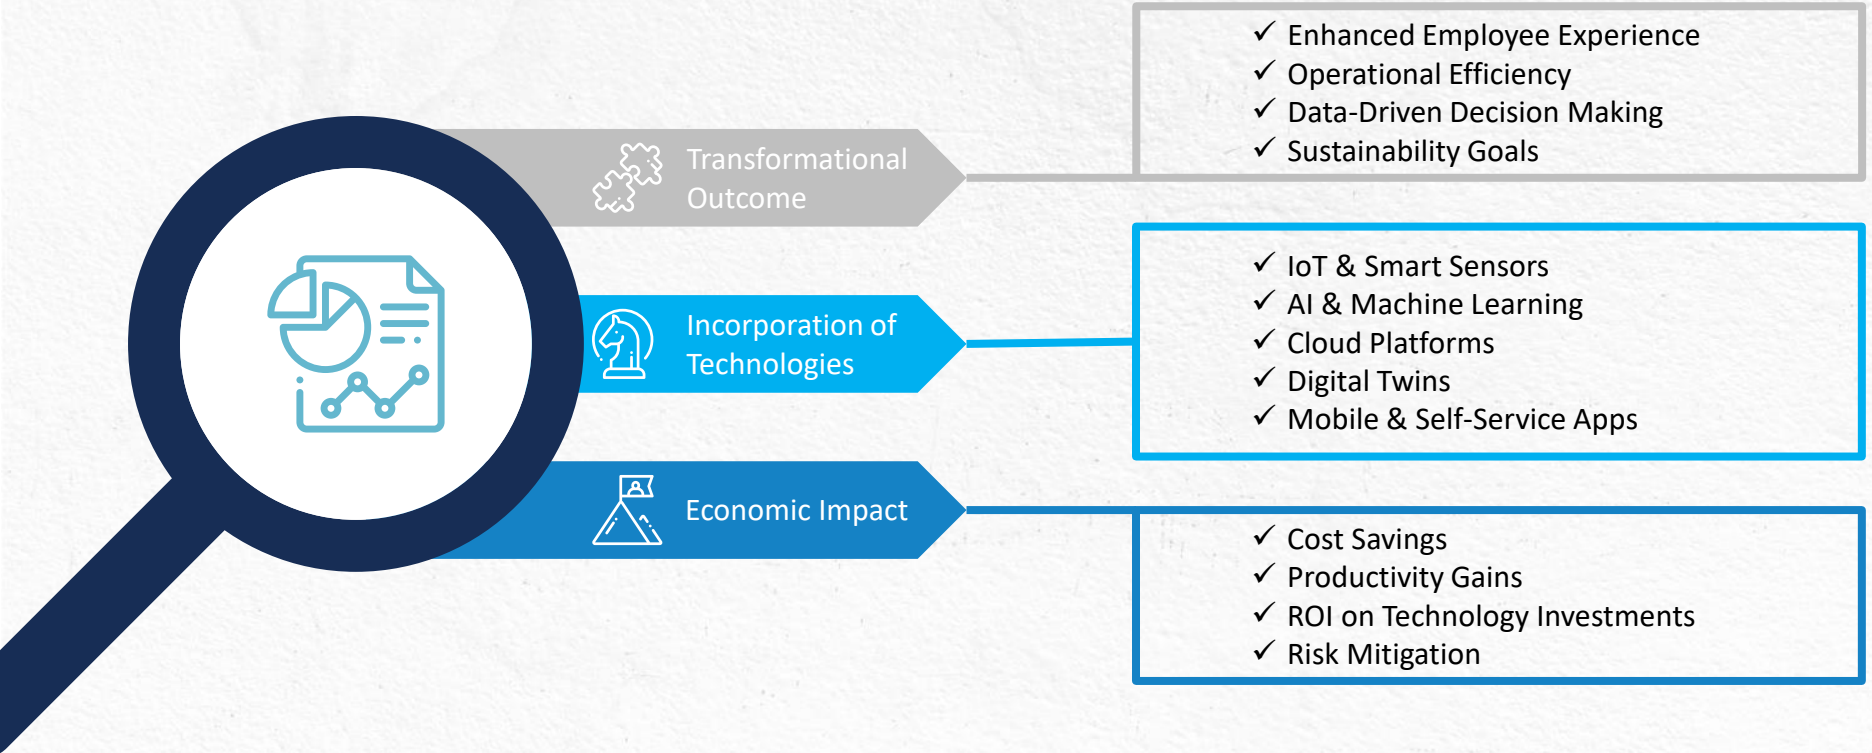 Transformational
Outcome
✓ Enhanced Employee Experience
✓ Operational Efficiency
✓ Data-Driven Decision Making
✓ Sustainability Goals
Incorporation of
Technologies
✓ IoT & Smart Sensors
✓ AI & Machine Learning
✓ Cloud Platforms
✓ Digital Twins
✓ Mobile & Self-Service Apps
Economic Impact
✓ Cost Savings
✓ Productivity Gains
✓ ROI on Technology Investments
✓ Risk Mitigation